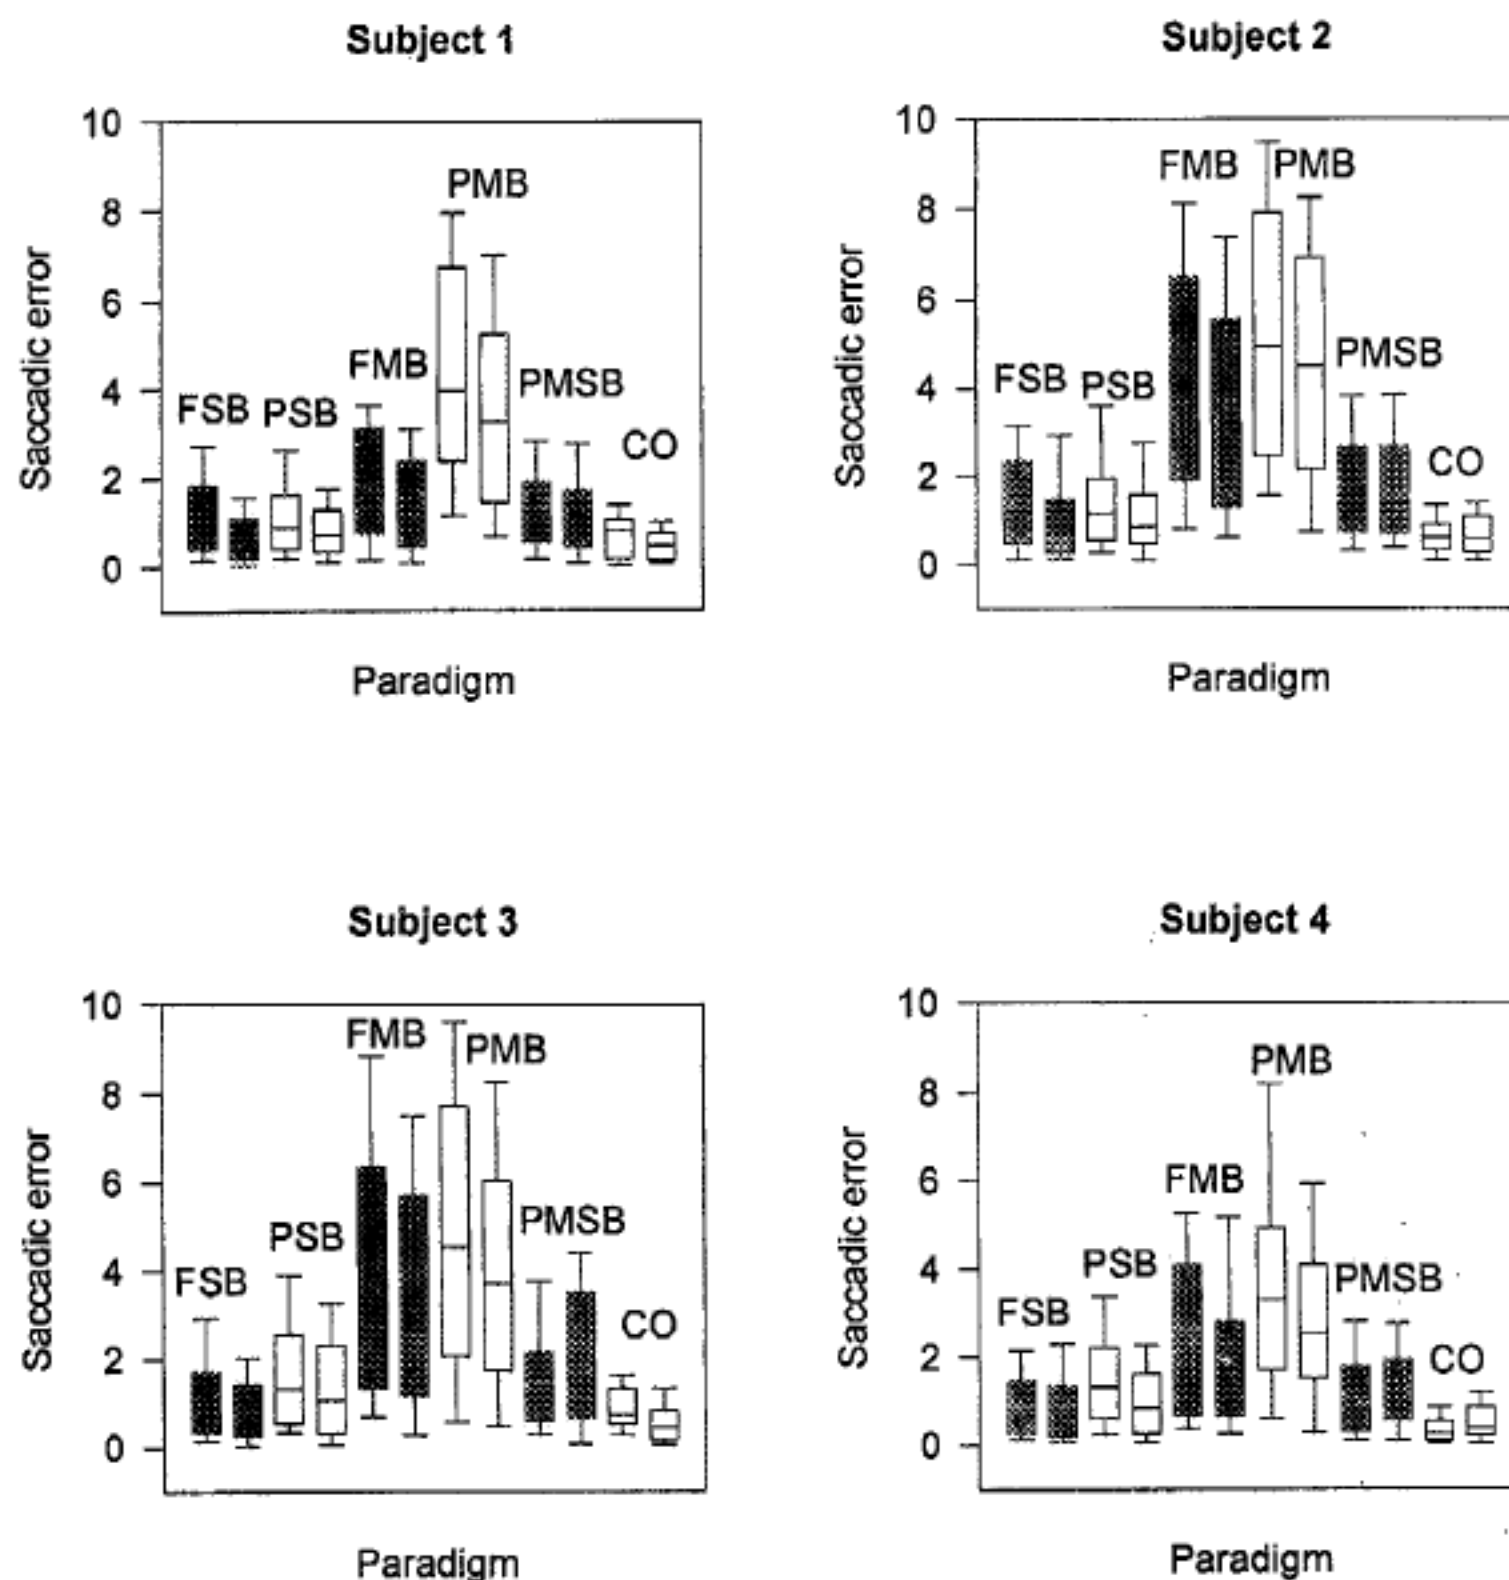 Subject 1
10
8
6
4
2
0
Saccadic error
FSB
PSB
FMB
PMB
PMSB
CO
Paradigm
Subject 2
10
8
6
4
2
0
Saccadic error
FSB
PSB
FMB
PMB
PMSB
CO
Paradigm
Subject 3
10
8
6
4
2
0
Saccadic error
FSB
PSB
FMB
PMB
PMSB
CO
Paradigm
Subject 4
10
8
6
4
2
0
Saccadic error
FSB
PSB
FMB
PMB
PMSB
CO
Paradigm